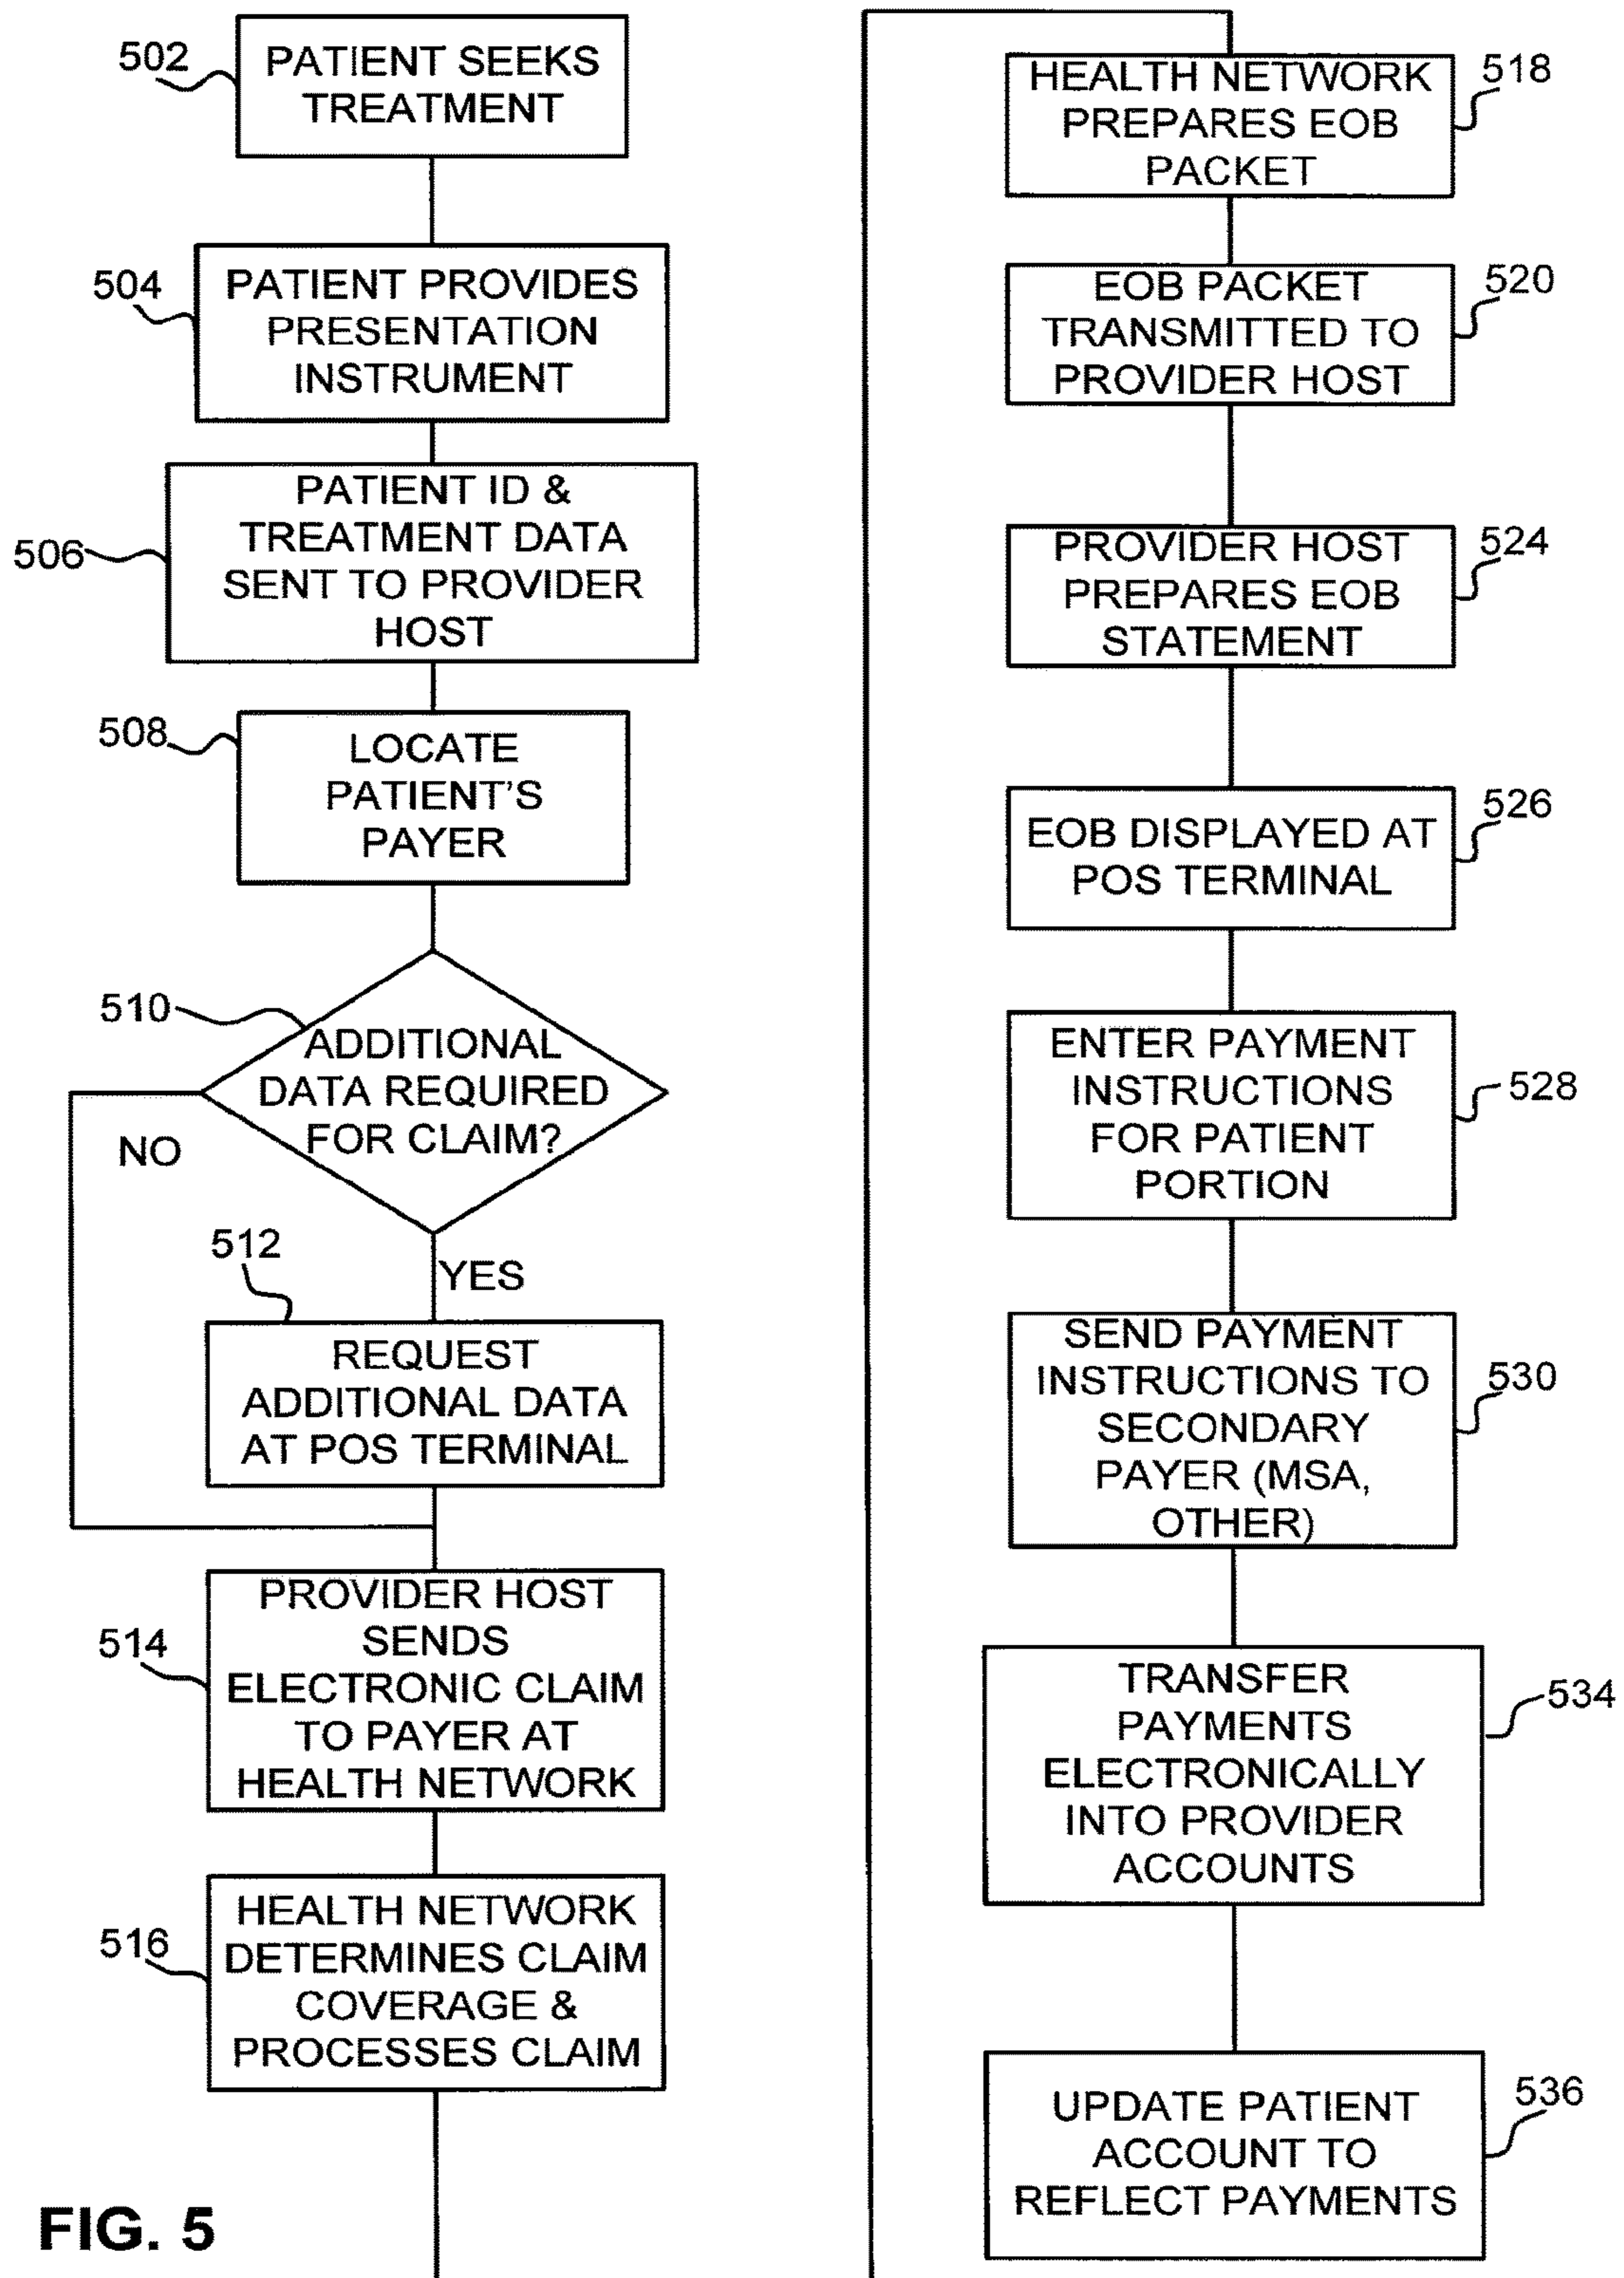 502
PATIENT SEEKS
TREATMENT
504
PATIENT PROVIDES
PRESENTATION
INSTRUMENT
506
PATIENT ID &
TREATMENT DATA
SENT TO PROVIDER
HOST
508
LOCATE
PATIENT'S
PAYER
510
ADDITIONAL
DATA REQUIRED
FOR CLAIM?
NO
YES
512
REQUEST
ADDITIONAL DATA
AT POS TERMINAL
514
PROVIDER HOST
SENDS
ELECTRONIC CLAIM
TO PAYER AT
HEALTH NETWORK
516
HEALTH NETWORK
DETERMINES CLAIM
COVERAGE &
PROCESSES CLAIM
518
HEALTH NETWORK
PREPARES EOB
PACKET
520
EOB PACKET
TRANSMITTED TO
PROVIDER HOST
524
PROVIDER HOST
PREPARES EOB
STATEMENT
526
EOB DISPLAYED AT
POS TERMINAL
528
ENTER PAYMENT
INSTRUCTIONS
FOR PATIENT
PORTION
530
SEND PAYMENT
INSTRUCTIONS TO
SECONDARY
PAYER (MSA,
OTHER)
534
TRANSFER
PAYMENTS
ELECTRONICALLY
INTO PROVIDER
ACCOUNTS
536
UPDATE PATIENT
ACCOUNT TO
REFLECT PAYMENTS
FIG. 5